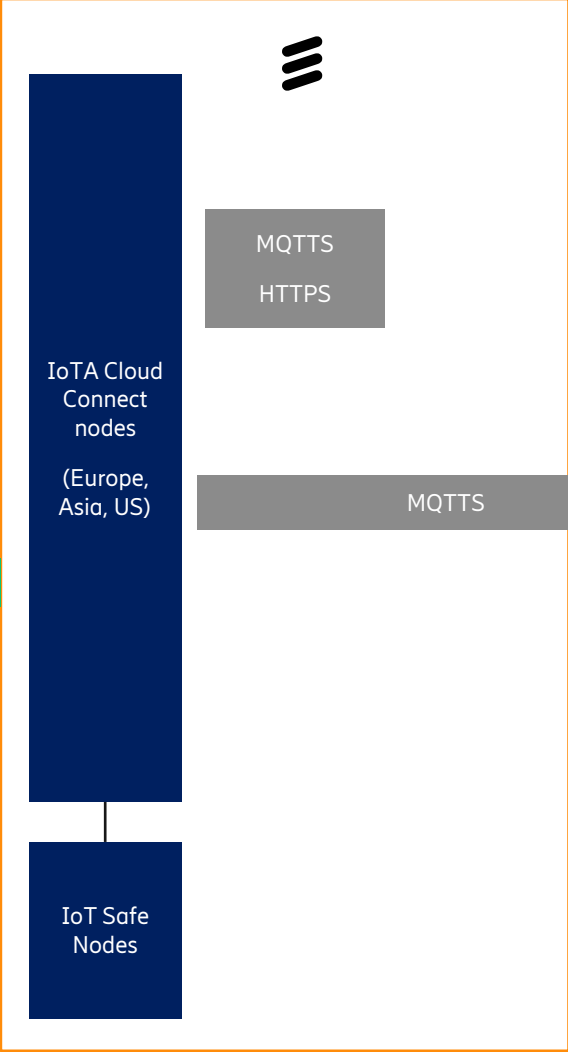 MQTTS
HTTPS
IoTA Cloud
Connect
nodes
(Europe,
Asia, US)
MQTTS
IoT Safe
Nodes